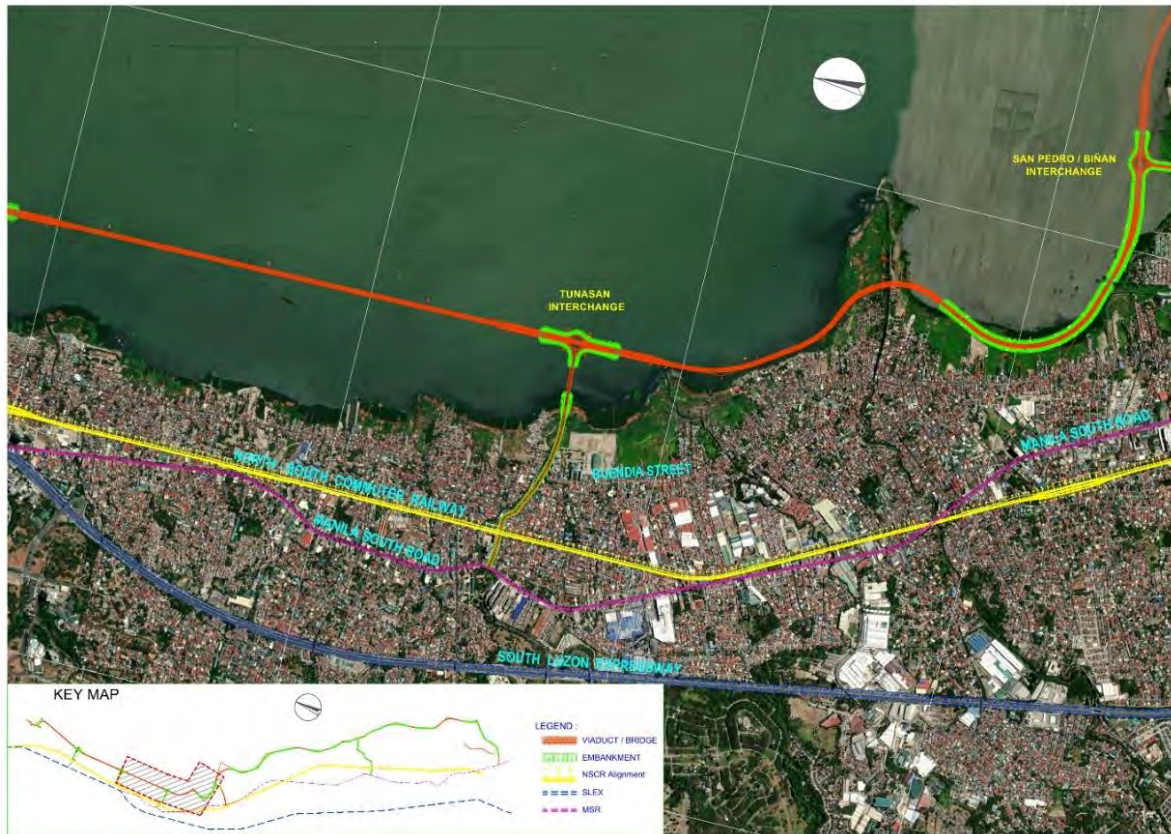 SAN PEDRO / BIÑAN
INTERCHANGE
TUNASAN
INTERCHANGE
MANILA SOUTH ROAD
BUENDIA STREET
NORTH SOUTH COMMUTER RAILWAY
MANILA SOUTH ROAD
SOUTH LUZON EXPRESSWAY
KEY MAP
LEGEND :
VIADUCT / BRIDGE
EMBANKMENT
NSCR Alignment
SLEX
MSR